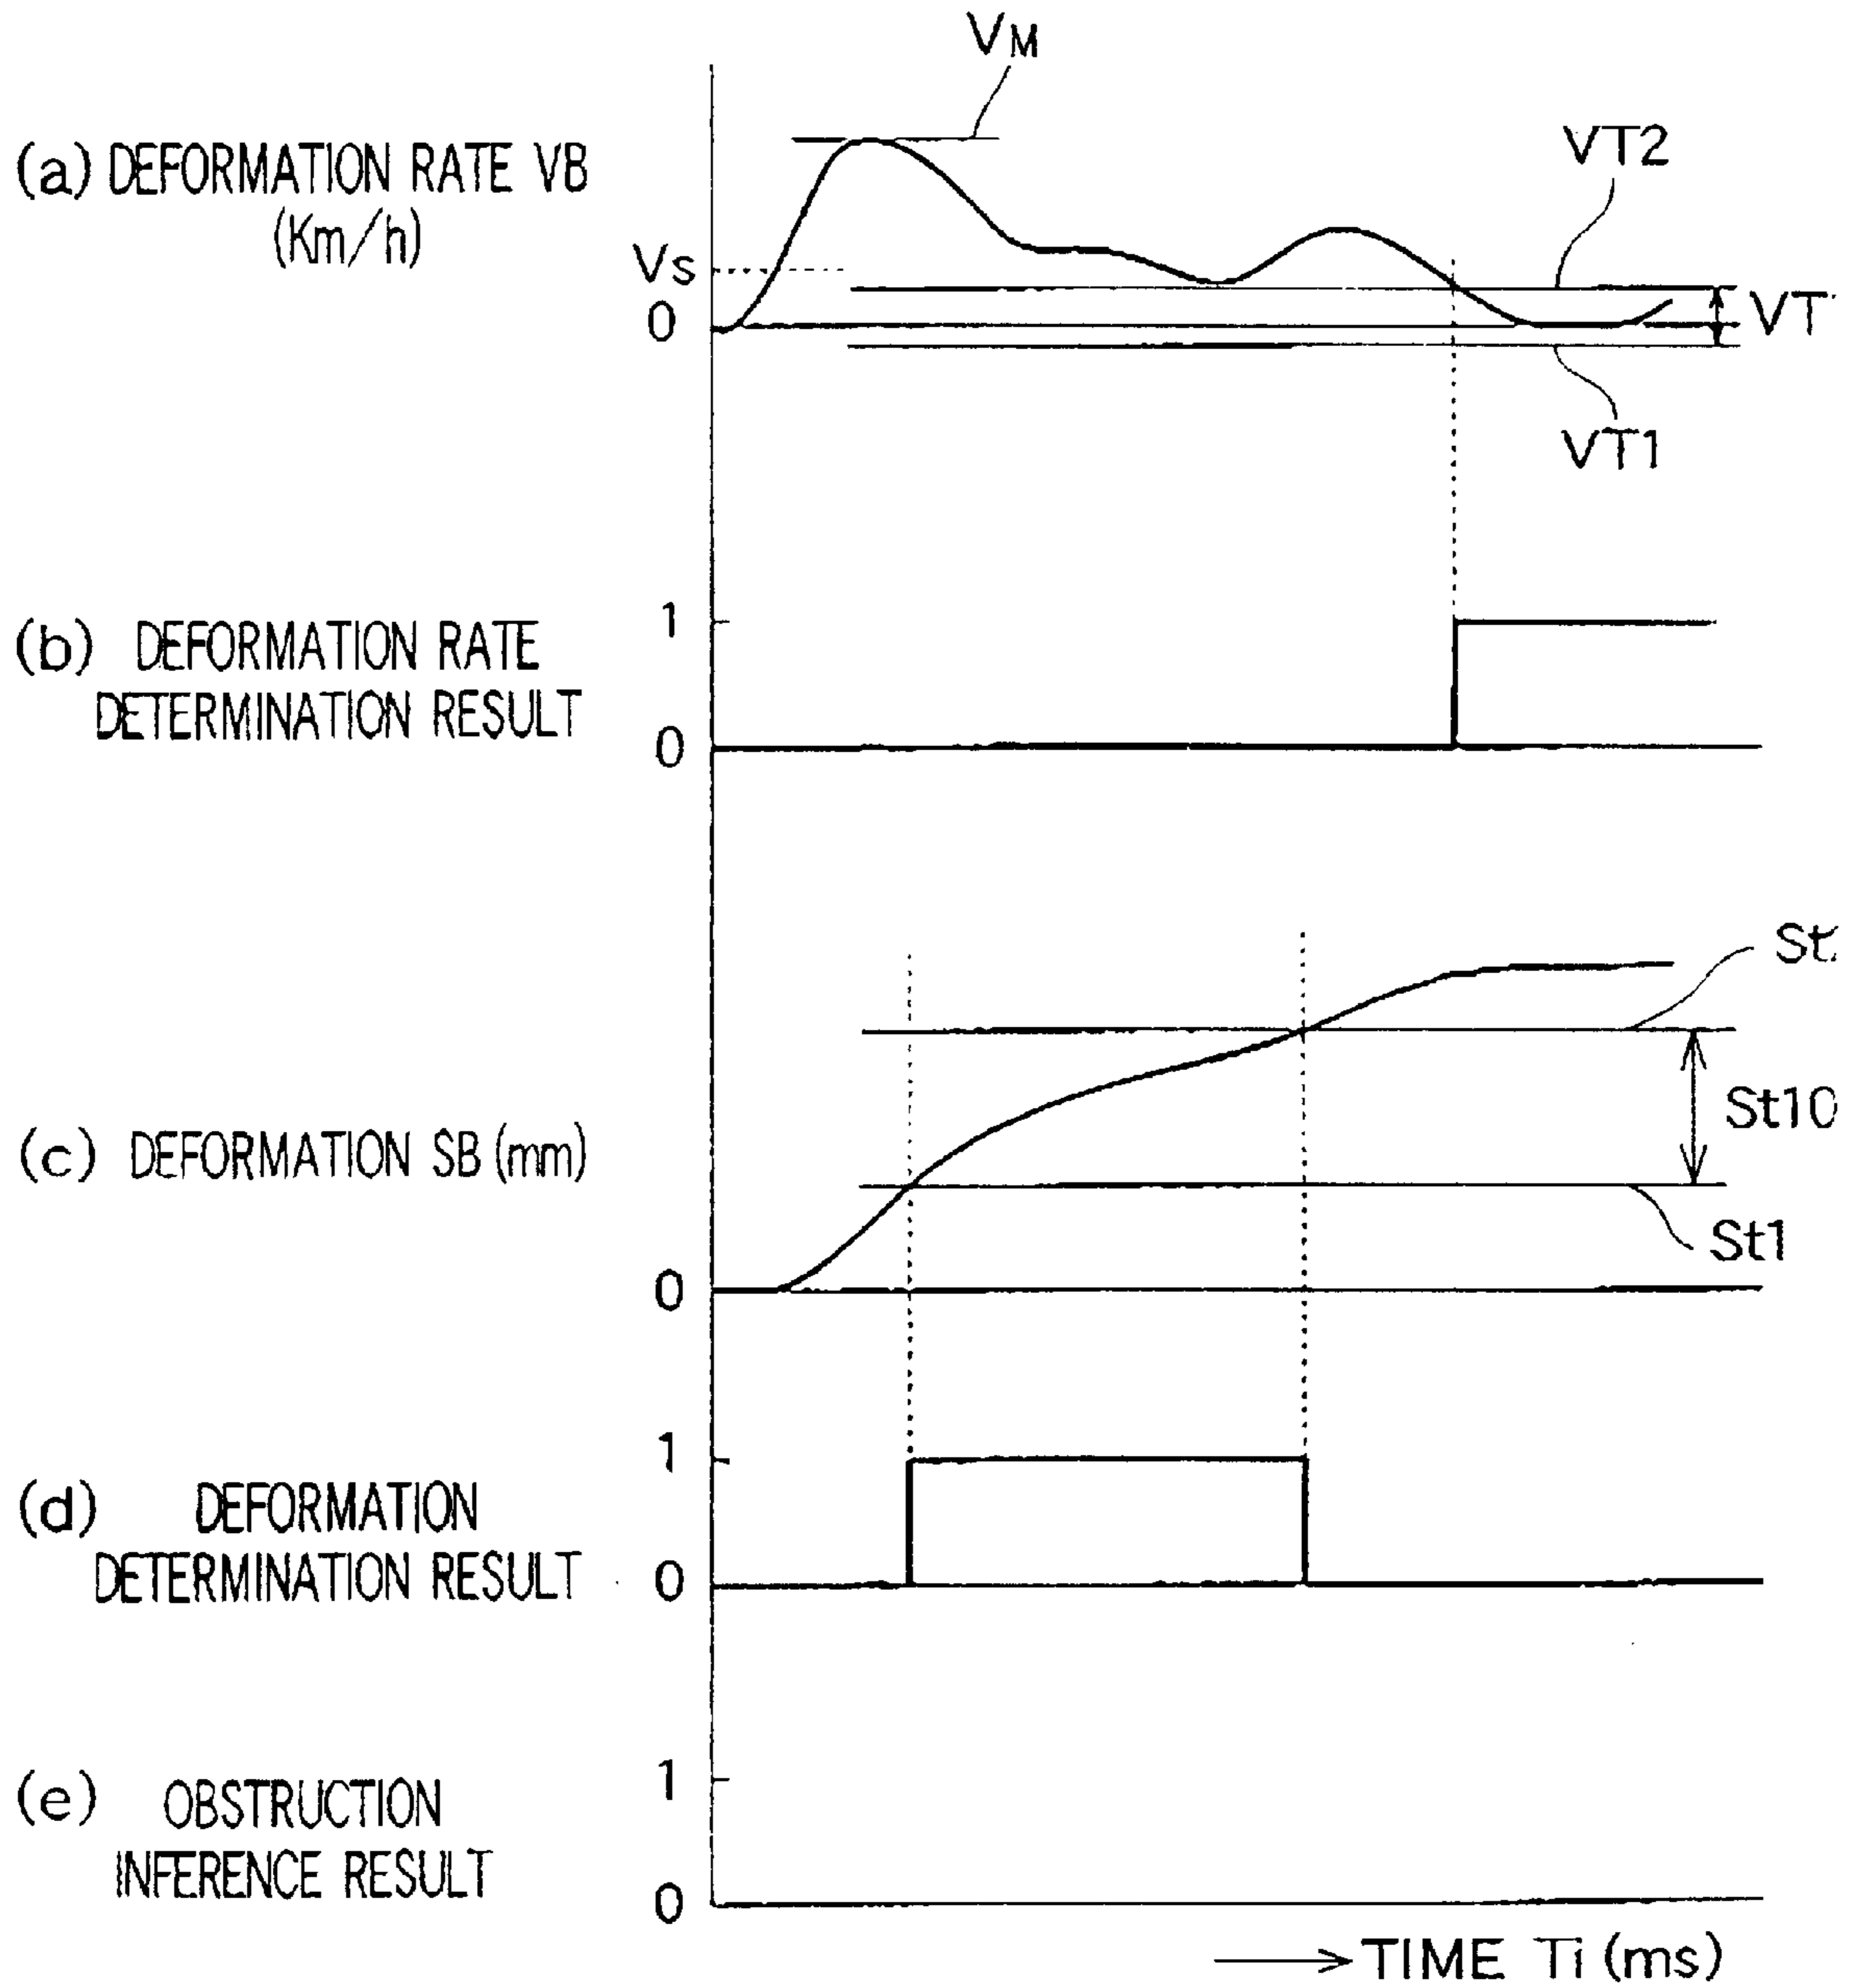 VM
(a) DEFORMATION RATE VB
(Km/h)
VT2
Vs
0
VT
VT1
(b) DEFORMATION RATE
DETERMINATION RESULT
1
0
St
St10
(c) DEFORMATION SB (mm)
St1
0
(d) DEFORMATION
DETERMINATION RESULT
1
0
(e) OBSTRUCTION
INFERENCE RESULT
1
0
TIME Ti (ms)